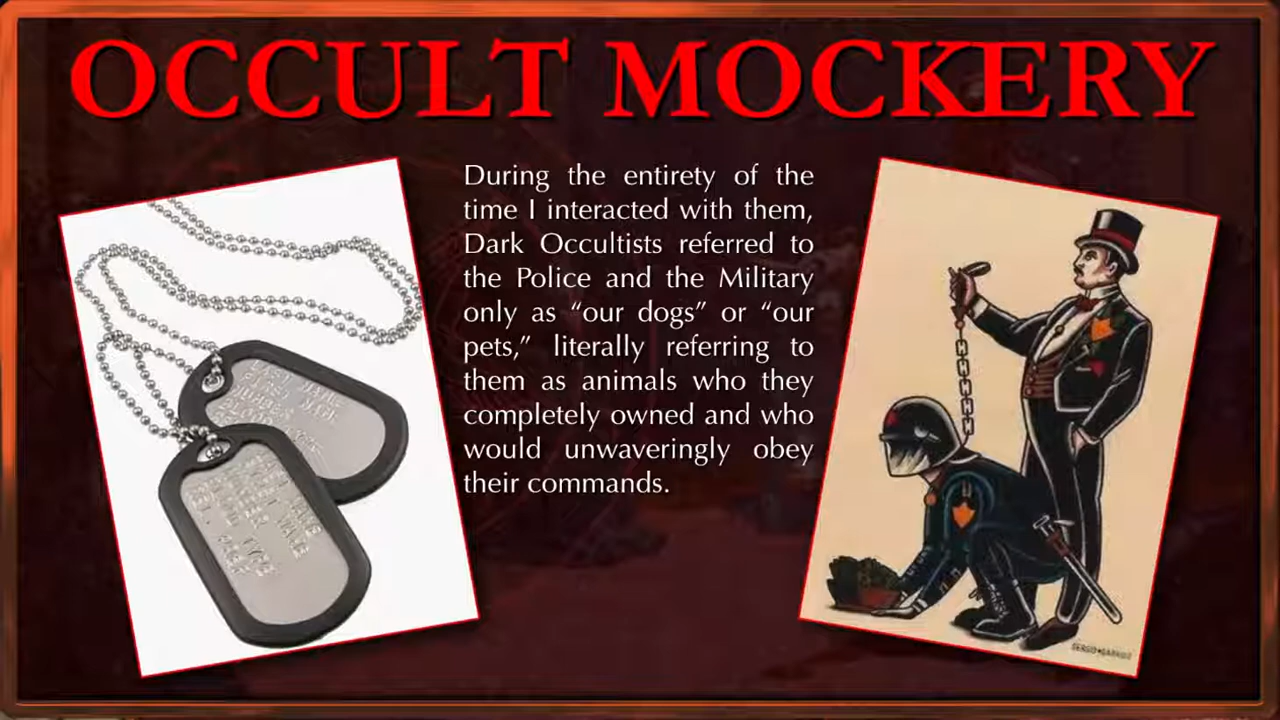 OCCULT MOCKERY
During the entirety of the
time I interacted with them,
Dark Occultists referred to
the Police and the Military
only as “our dogs” or “our
pets,” literally referring to
them as animals who they
completely owned and who
would unwaveringly obey
their commands.